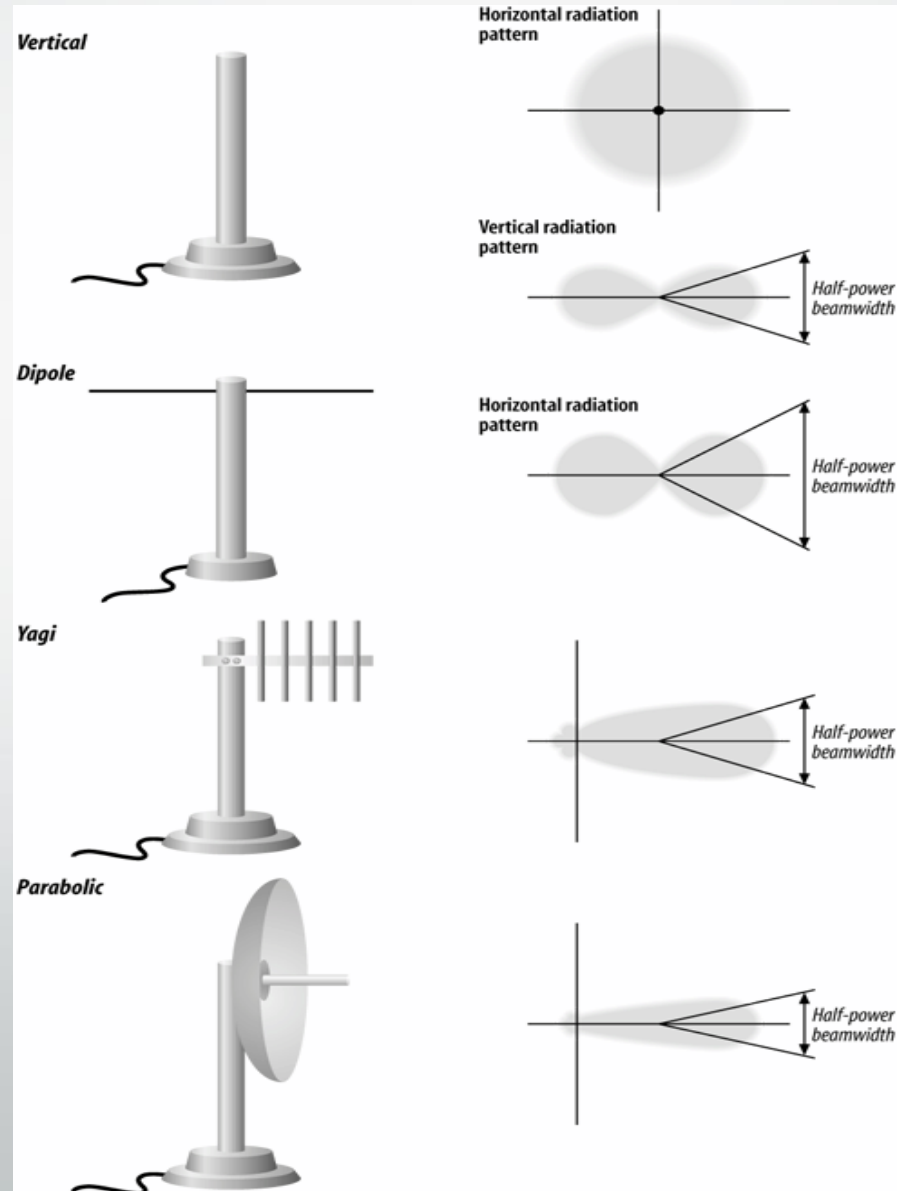 Vertical
Horizontal radiation
pattern
Vertical radiation
pattern
Half-power
beamwidth
Dipole
Horizontal radiation
pattern
Half-power
beamwidth
Yagi
Half-power
beamwidth
Parabolic
Half-power
beamwidth